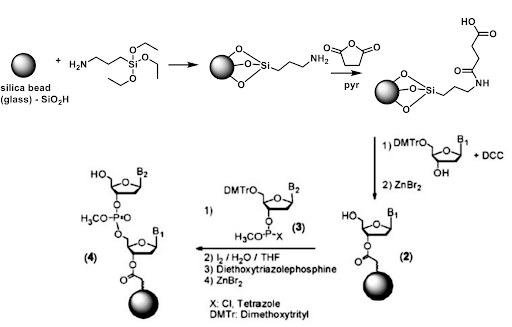 HO
O
O
O
O
silica bead
(glass) - SiO2H
+
H2N
Si
O
O
O
O
O
O
Si
NH2
O
O
O
pyr
O
O
O
Si
NH
1) DMTrO
O
B1
OH
+ DCC
2) ZnBr2
HO
O
B2
O
H3CO
P
O
O
O
B1
O
O
(4)
1)
DMTrO
O
B2
O
H3CO
P
X
(3)
2) I2 / H2O / THF
3) Diethoxytriazolephosphine
4) ZnBr2
X: Cl, Tetrazole
DMTr: Dimethoxytrityl
HO
O
B1
O
O
(2)